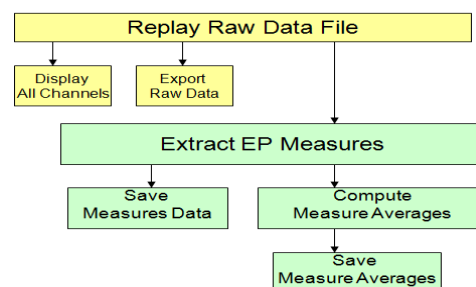 Replay Raw Data File
Display
All Channels
Export
Raw Data
Extract EP Measures
Save
Measures Data
Compute
Measure Averages
Save
Measure Averages